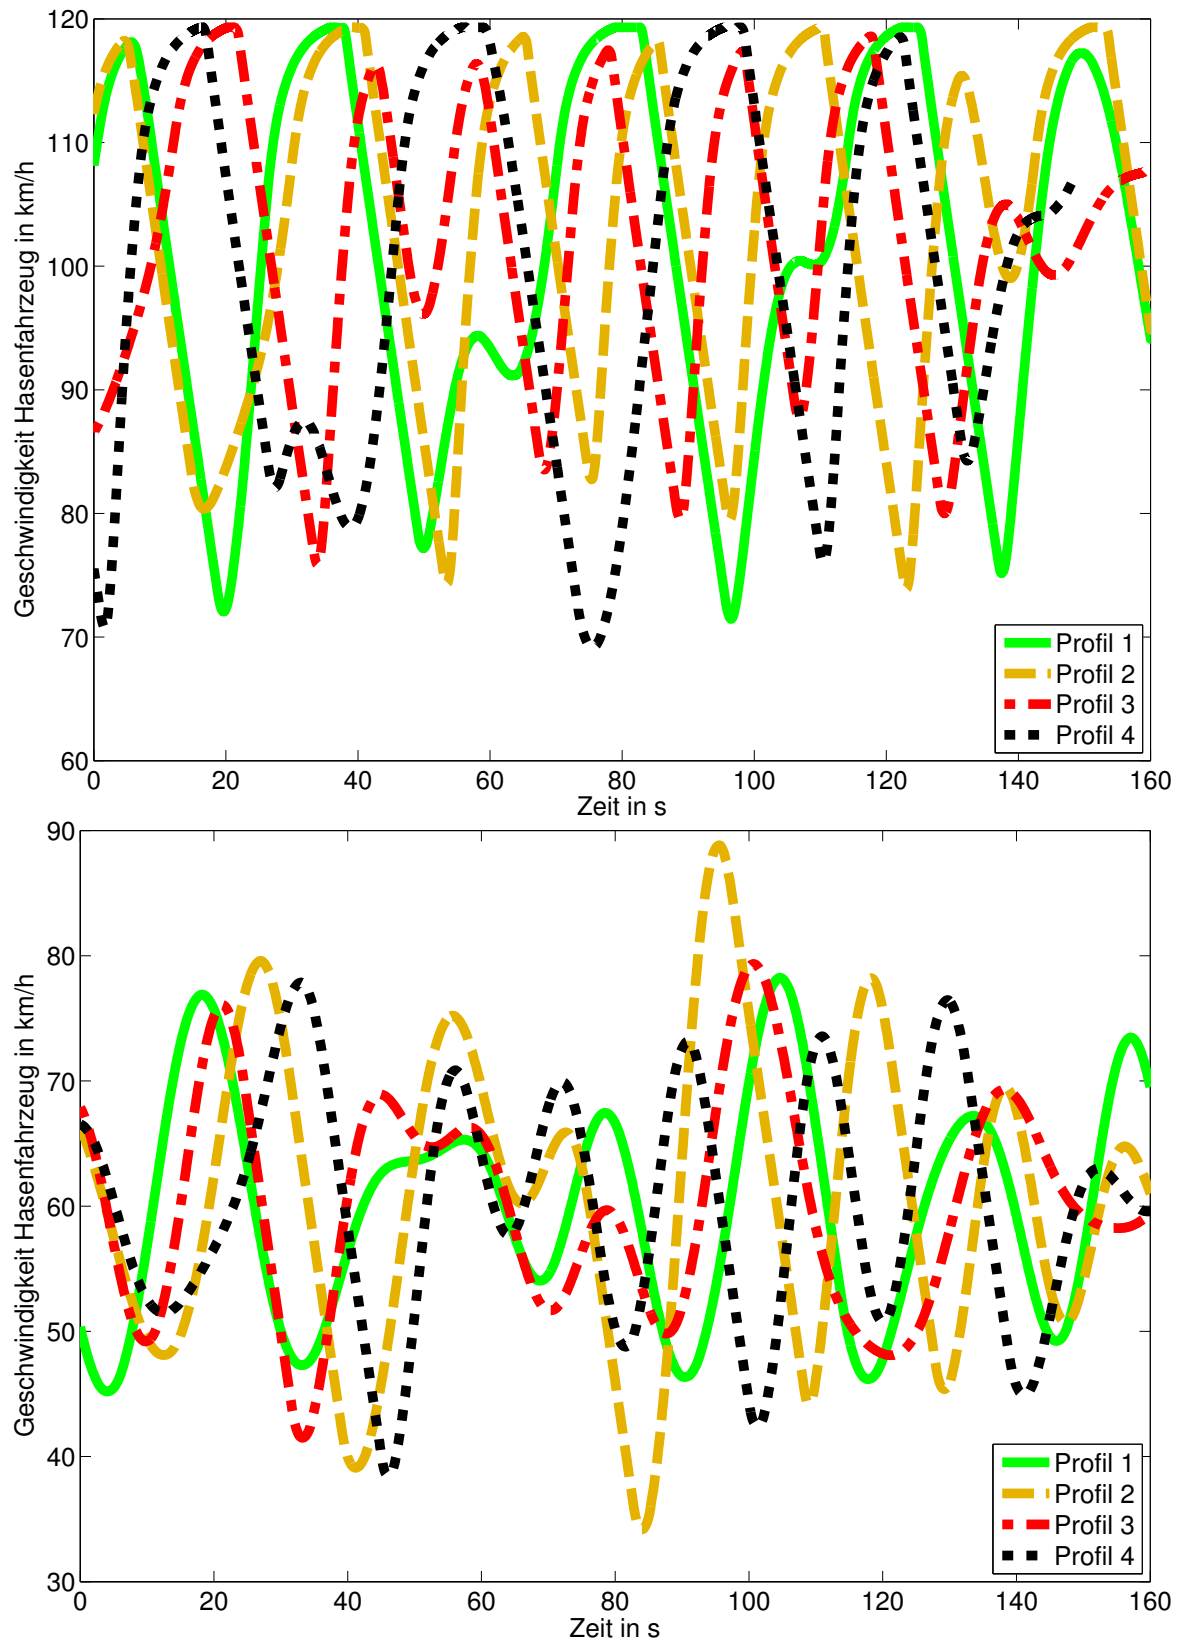 120
110
100
90
80
70
60
Geschwindigkeit Hasenfahrzeug in km/h
0 20 40 60 80 100 120 140 160
Zeit in s
Profil 1
Profil 2
Profil 3
Profil 4
90
80
70
60
50
40
30
Geschwindigkeit Hasenfahrzeug in km/h
0 20 40 60 80 100 120 140 160
Zeit in s
Profil 1
Profil 2
Profil 3
Profil 4